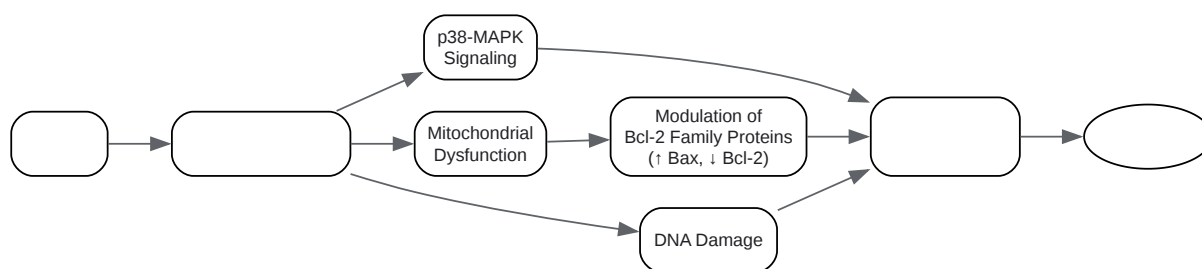 p38-MAPK
Signaling
Mitochondrial
Dysfunction
Modulation of
Bcl-2 Family Proteins
(↑ Bax, ↓ Bcl-2)
DNA Damage